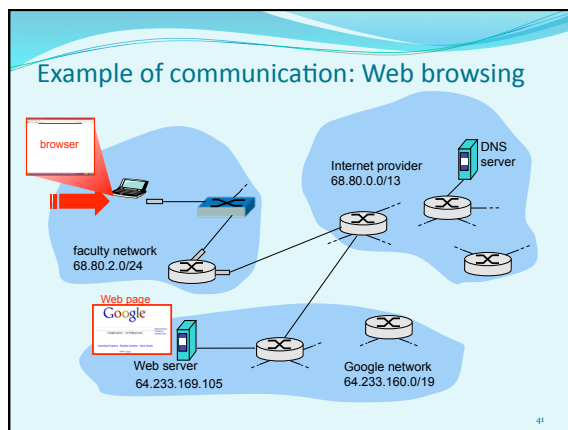 Example of communication: Web browsing
browser
DNS
server
Internet provider
68.80.0.0/13
faculty network
68.80.2.0/24
Web page
Google
Web server
64.233.169.105
Google network
64.233.160.0/19
41